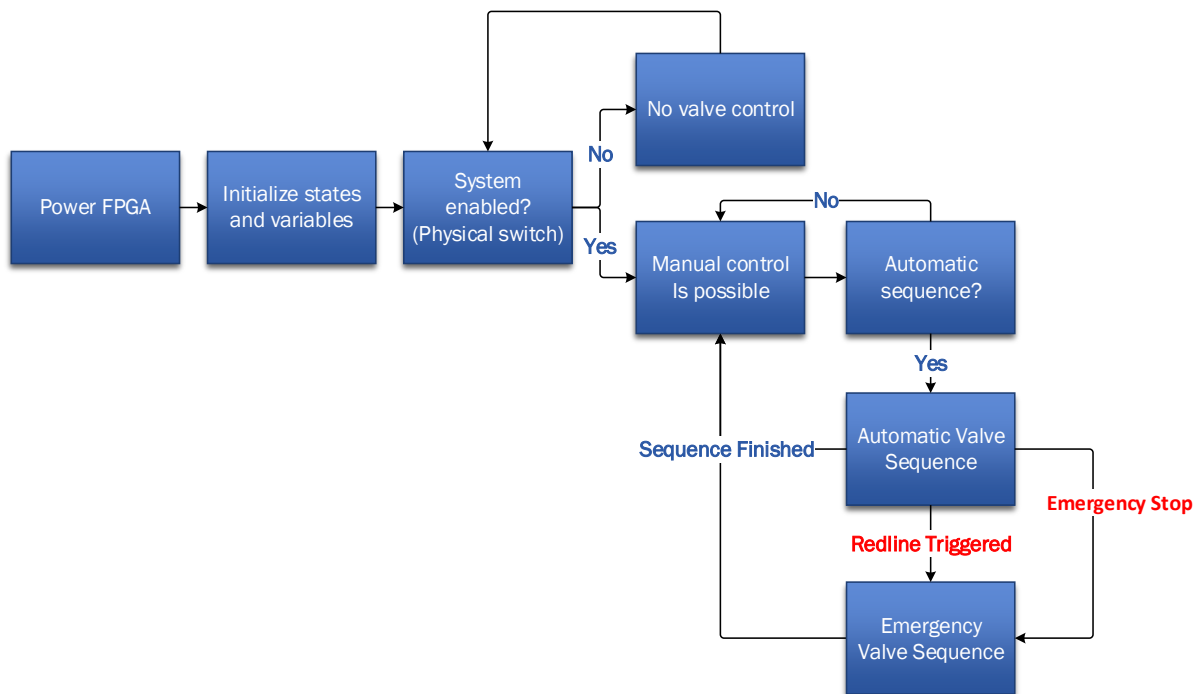 No valve control
Power FPGA
Initialize states
and variables
System
enabled?
(Physical switch)
No
Yes
No
Manual control
Is possible
Automatic
sequence?
Yes
Sequence Finished
Automatic Valve
Sequence
Emergency Stop
Redline Triggered
Emergency
Valve Sequence